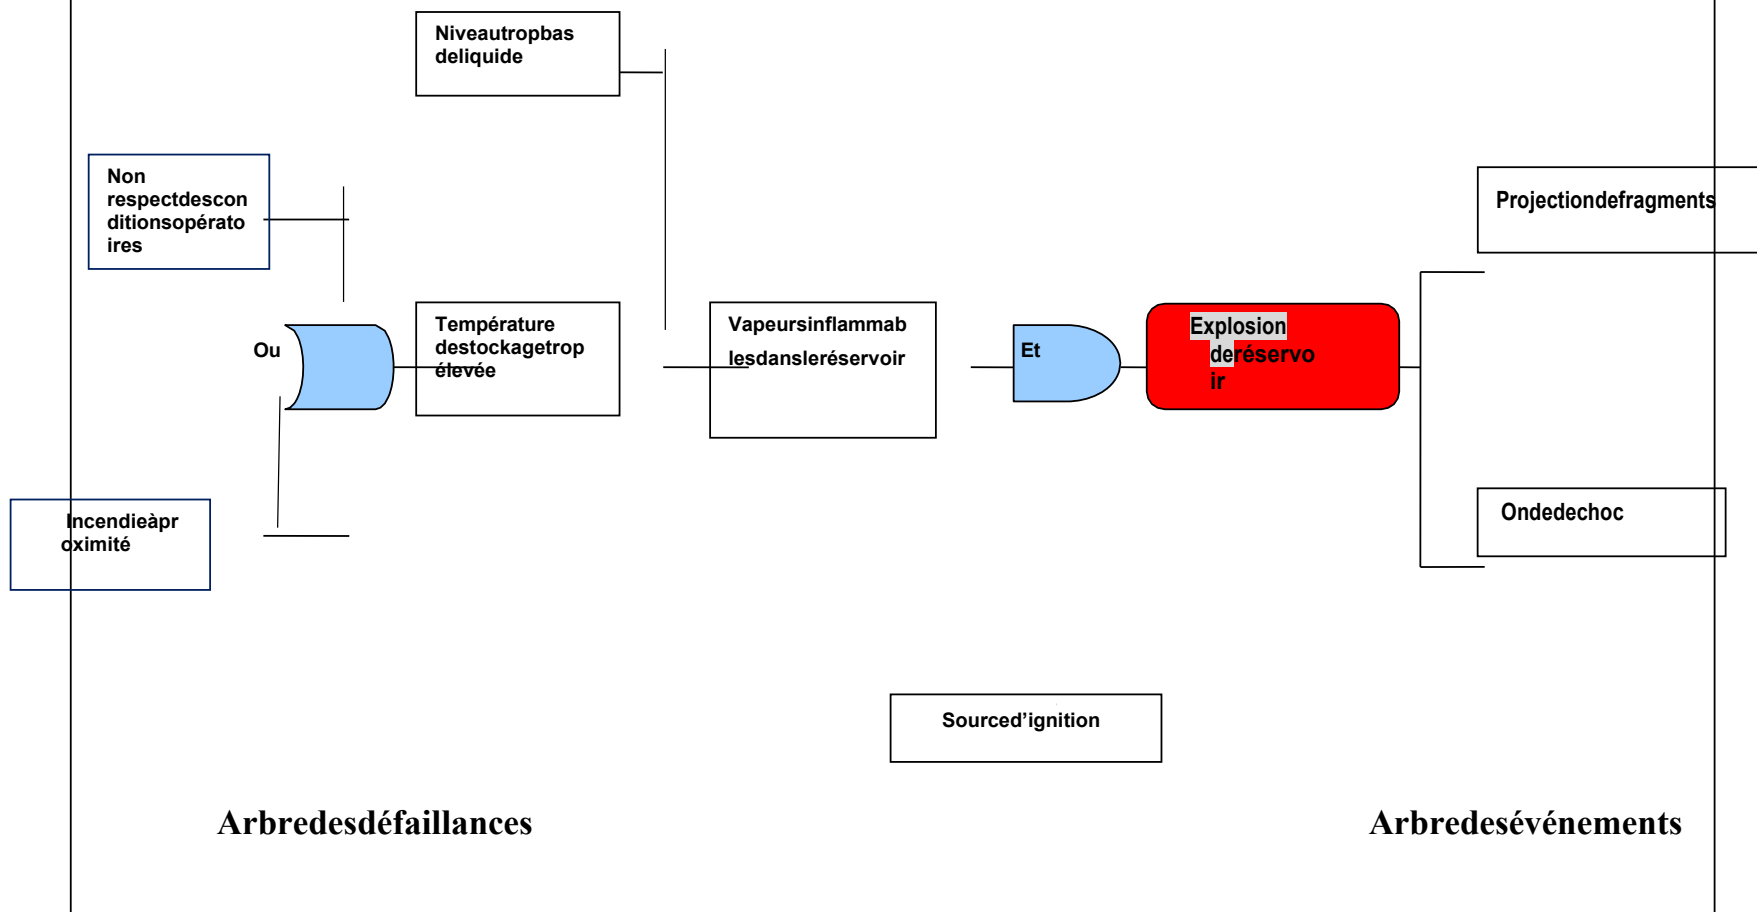 Niveautropbas
deliquide
Non
respectdescon
ditionsopérato
ires
Projectiondefragments
Ou
Température
destockagetrop
élevée
Vapeursinflammab
lesdansleréservoir
Et
Explosion
deréservo
ir
Incendieàpr
oximité
Ondedechoc
Sourced’ignition
Arbredesdéfaillances
Arbredesévénements